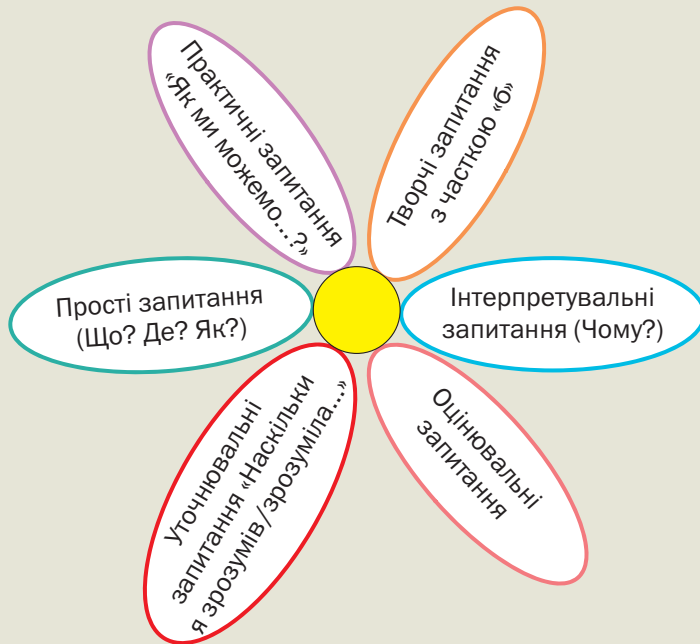 Практичні запитання
«Як ми можемо...?»
Творчі запитання
з часткою «б»
Прості запитання
(Що? Де? Як?)
Інтерпретувальні
запитання (Чому?)
Уточнювальні
запитання «Наскільки
я зрозумів/зрозуміла...»
Оцінювальні
запитання